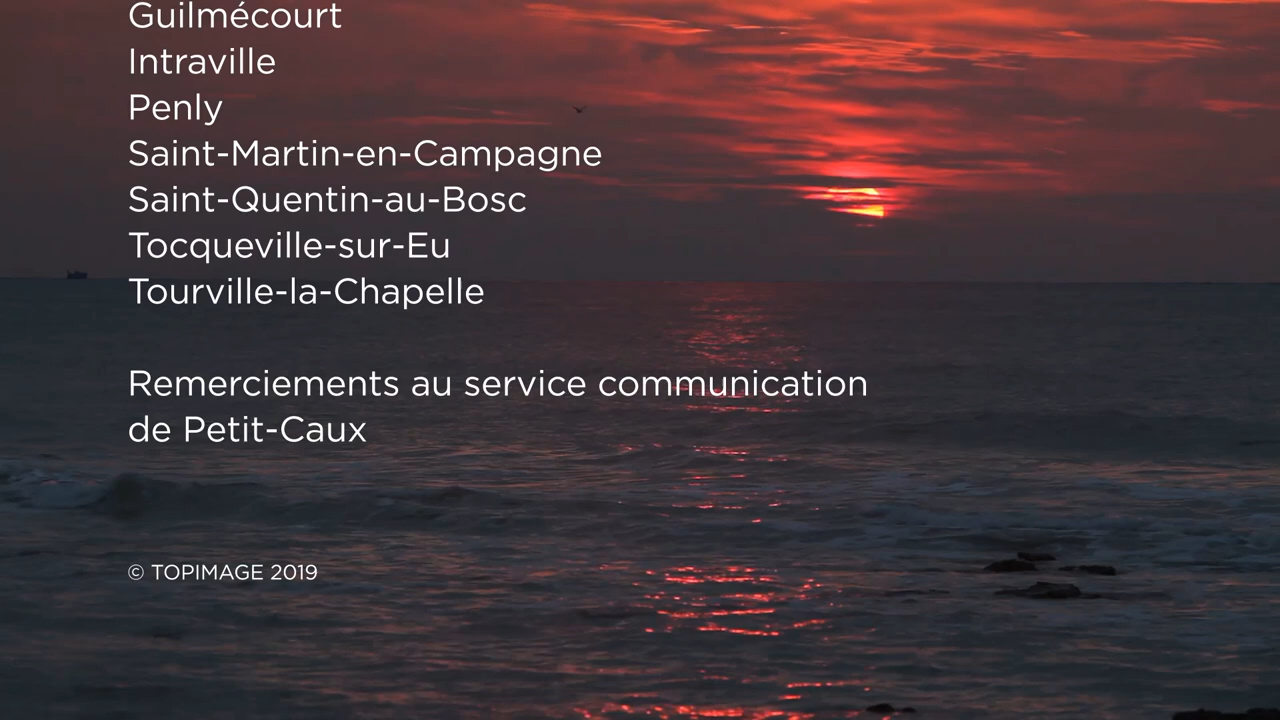 Guilmécourt
Intraville
Penly
Saint-Martin-en-Campagne
Saint-Quentin-au-Bosc
Tocqueville-sur-Eu
Tourville-la-Chapelle
Remerciements au service communication
de Petit-Caux
© TOPIMAGE 2019